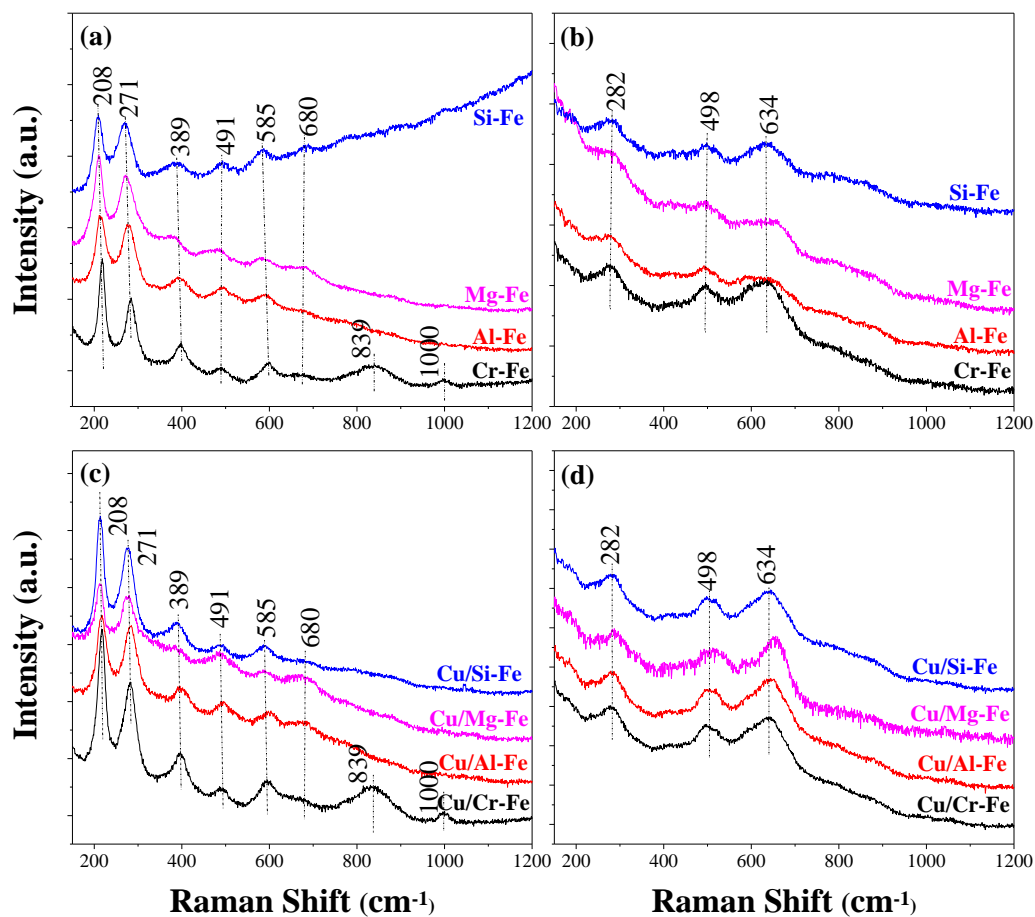 (a)
208
271
389
491
585
680
839
1000
Si-Fe
Mg-Fe
Al-Fe
Cr-Fe
200 400 600 800 1000 1200
(b)
282
498
634
Si-Fe
Mg-Fe
Al-Fe
Cr-Fe
200 400 600 800 1000 1200
Intensity (a.u.)
(c)
208
271
389
491
585
680
839
1000
Cu/Si-Fe
Cu/Mg-Fe
Cu/Al-Fe
Cu/Cr-Fe
200 400 600 800 1000 1200
(d)
282
498
634
Cu/Si-Fe
Cu/Mg-Fe
Cu/Al-Fe
Cu/Cr-Fe
200 400 600 800 1000 1200
Intensity (a.u.)
Raman Shift (cm-1)
Raman Shift (cm-1)